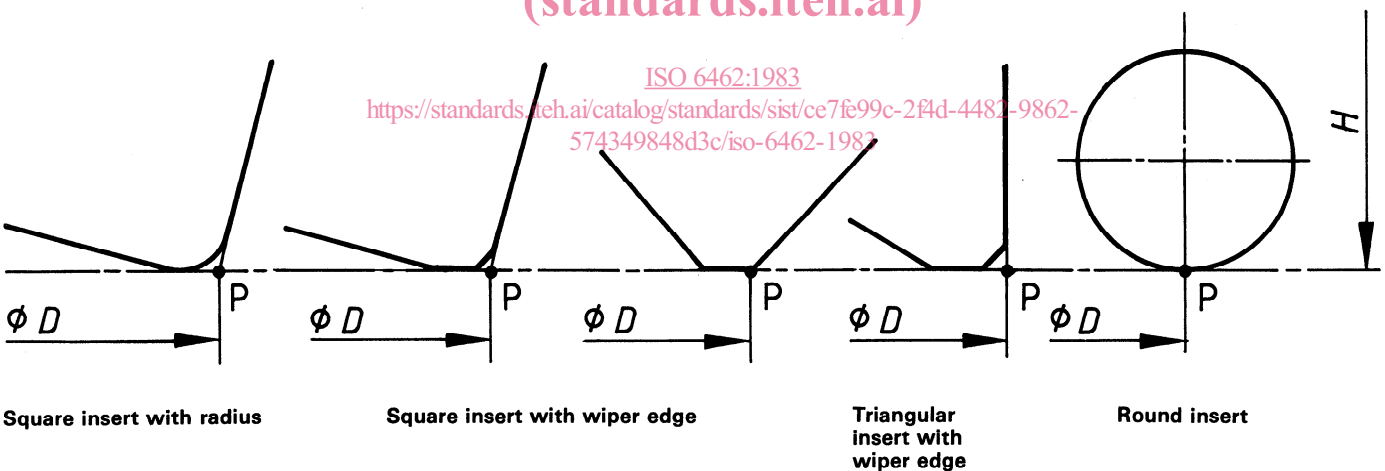 (standards.iteh.ai)
ISO 6462:1983
https://standards.iteh.ai/catalog/standards/sist/ce7fe99c-2f4d-4482-9862-
574349848d3c/iso-6462-1983
H
P P P P P
ϕ D ϕ D ϕ D ϕ D ϕ D
Square insert with radius
Square insert with wiper edge
Triangular
insert with
wiper edge
Round insert